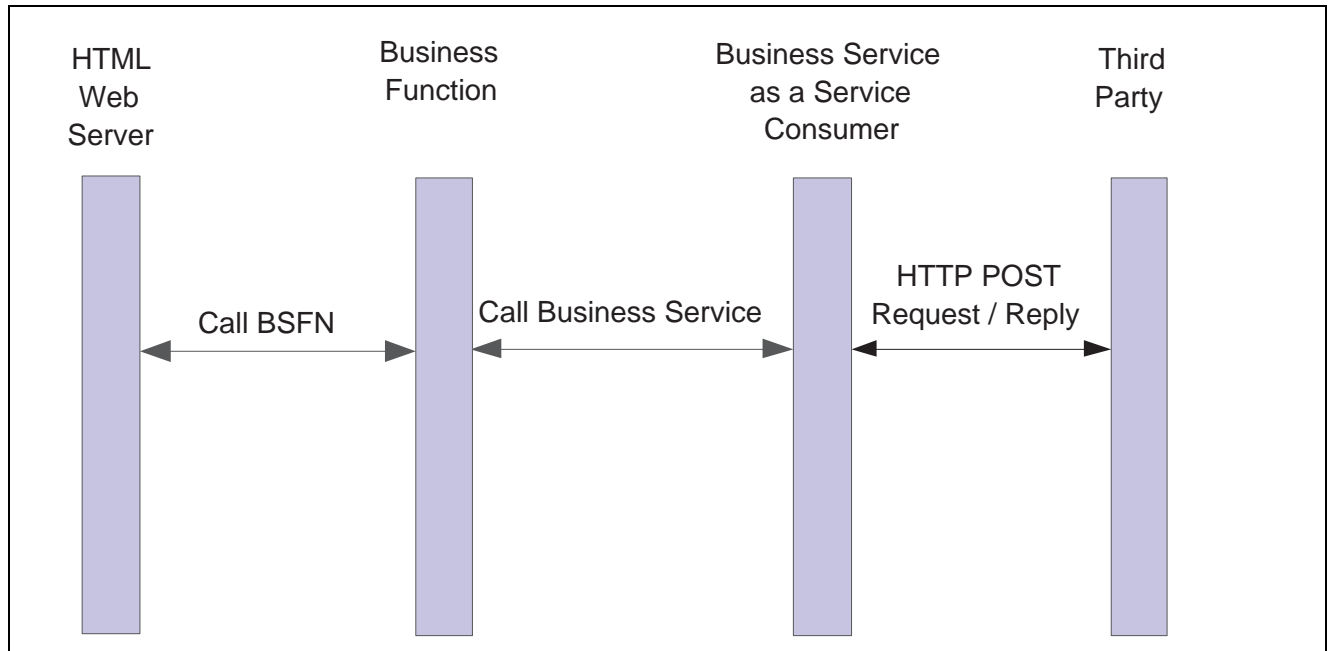 HTML
Web
Server
Business
Function
Business Service
as a Service
Consumer
Third
Party
Call BSFN
Call Business Service
HTTP POST
Request / Reply